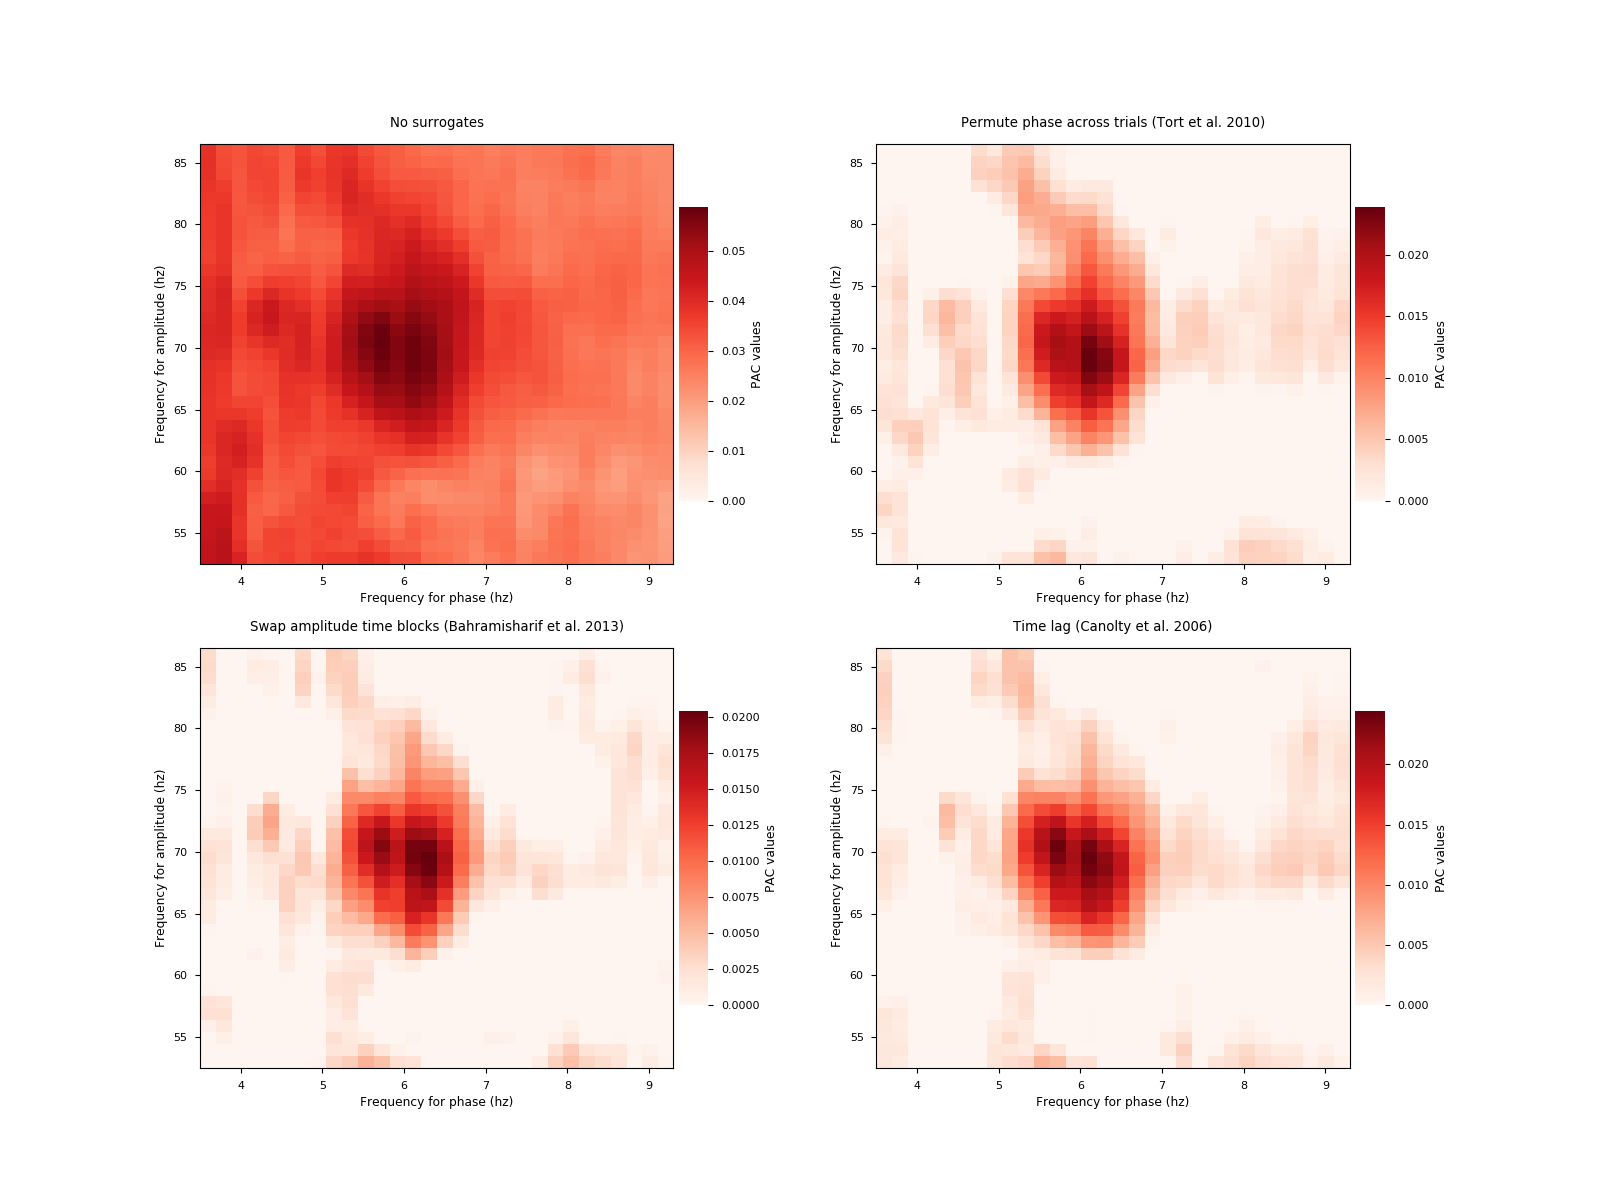 No surrogates
85
80
75
70
65
60
55
Frequency for amplitude (hz)
4 5 6 7 8 9
Frequency for phase (hz)
0.05
0.04
0.03
0.02
0.01
0.00
PAC values
Permute phase across trials (Tort et al. 2010)
85
80
75
70
65
60
55
Frequency for amplitude (hz)
4 5 6 7 8 9
Frequency for phase (hz)
0.020
0.015
0.010
0.005
0.000
PAC values
Swap amplitude time blocks (Bahramisharif et al. 2013)
85
80
75
70
65
60
55
Frequency for amplitude (hz)
4 5 6 7 8 9
Frequency for phase (hz)
0.0200
0.0175
0.0150
0.0125
0.0100
0.0075
0.0050
0.0025
0.0000
PAC values
Time lag (Canolty et al. 2006)
85
80
75
70
65
60
55
Frequency for amplitude (hz)
4 5 6 7 8 9
Frequency for phase (hz)
0.020
0.015
0.010
0.005
0.000
PAC values